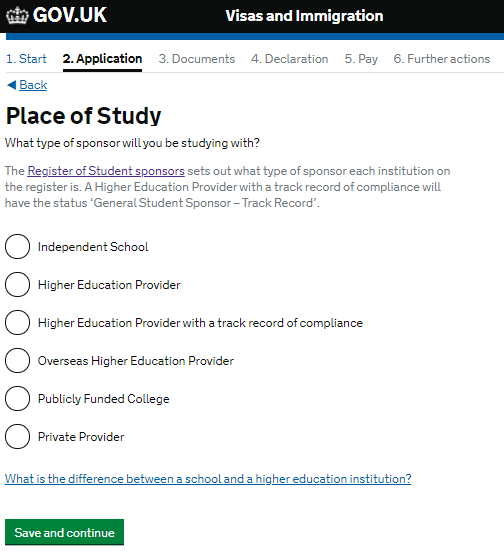 GOV.UK Visas and Immigration
1. Start 2. Application 3. Documents 4. Declaration 5. Pay 6. Further actions
Back
Place of Study
What type of sponsor will you be studying with?
The Register of Student sponsors sets out what type of sponsor each institution on
the register is. A Higher Education Provider with a track record of compliance will
have the status ‘General Student Sponsor – Track Record’.
Independent School
Higher Education Provider
Higher Education Provider with a track record of compliance
Overseas Higher Education Provider
Publicly Funded College
Private Provider
What is the difference between a school and a higher education institution?
Save and continue